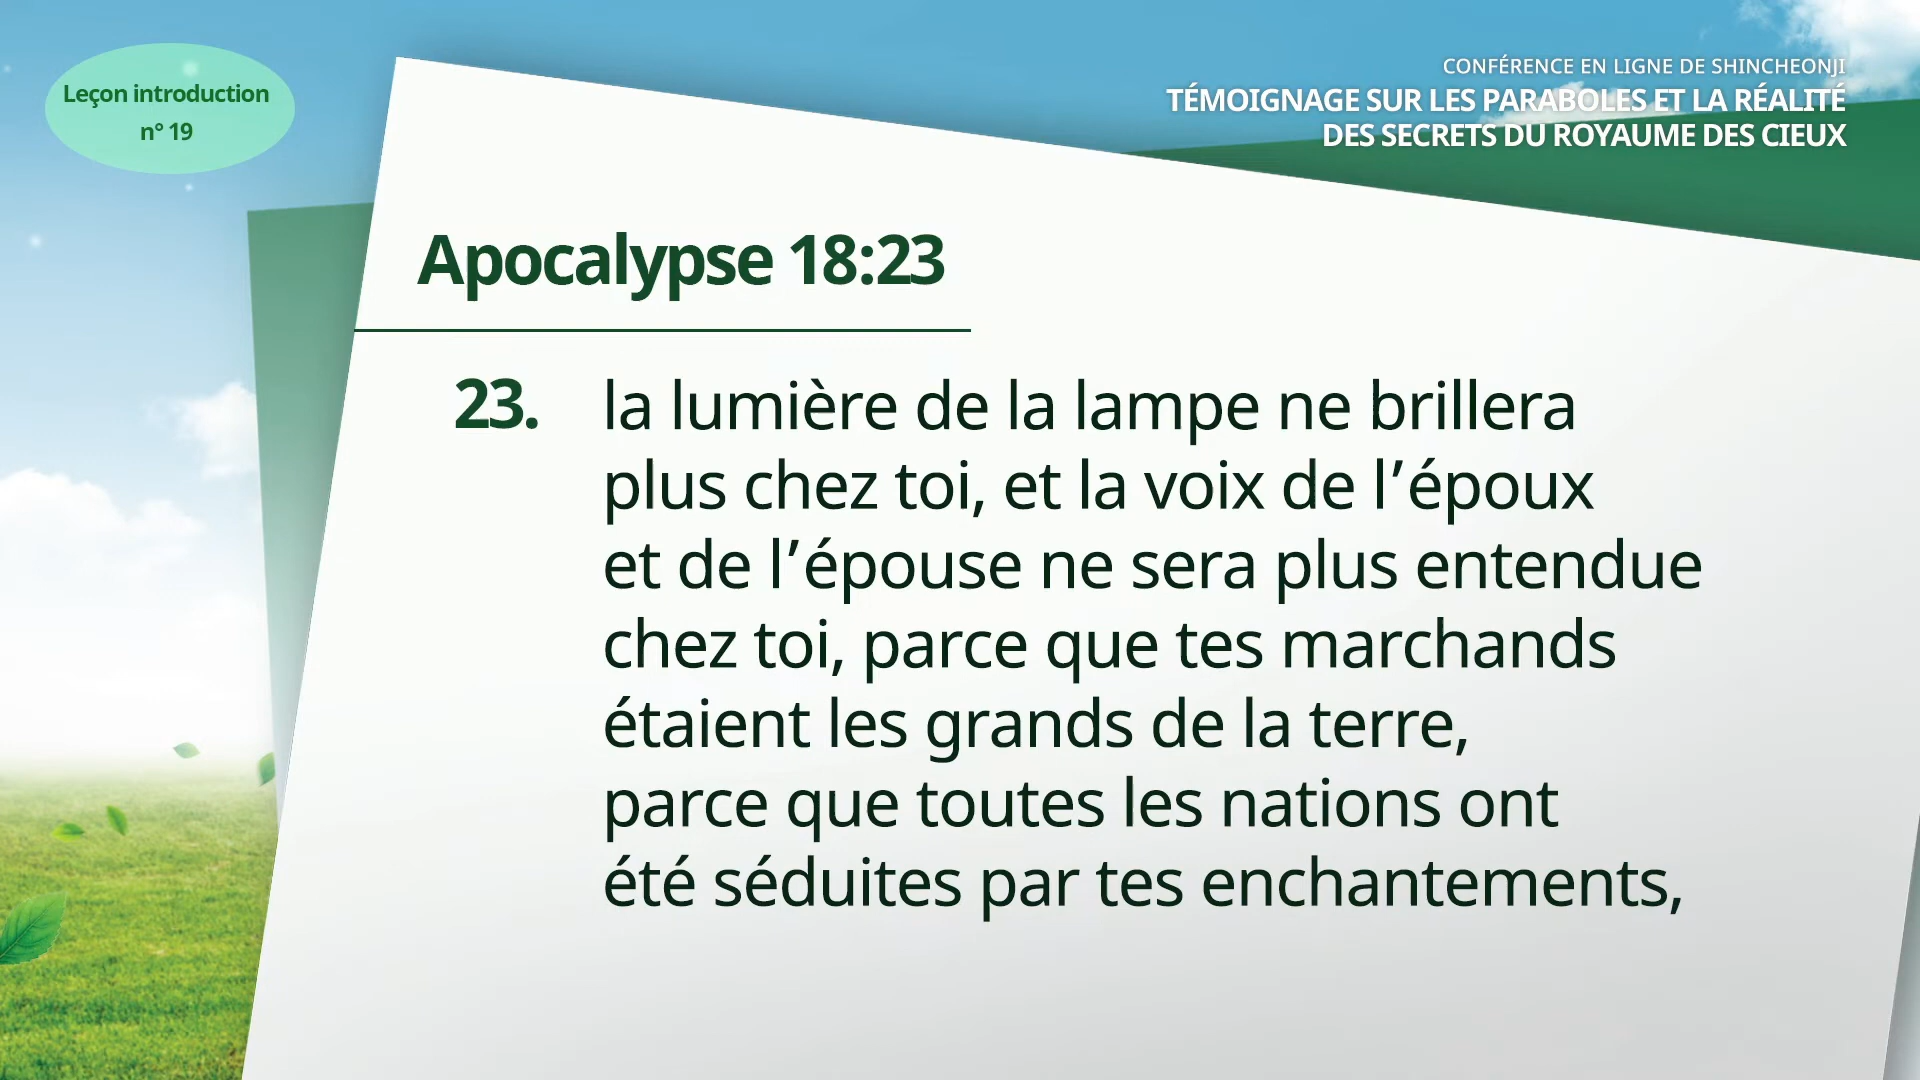 Leçon introduction
n° 19
CONFÉRENCE EN LIGNE DE SHINCHEONJI
TÉMOIGNAGE SUR LES PARABOLES ET LA RÉALITÉ
DES SECRETS DU ROYAUME DES CIEUX
Apocalypse 18:23
23. la lumière de la lampe ne brillera
plus chez toi, et la voix de l’époux
et de l’épouse ne sera plus entendue
chez toi, parce que tes marchands
étaient les grands de la terre,
parce que toutes les nations ont
été séduites par tes enchantements,